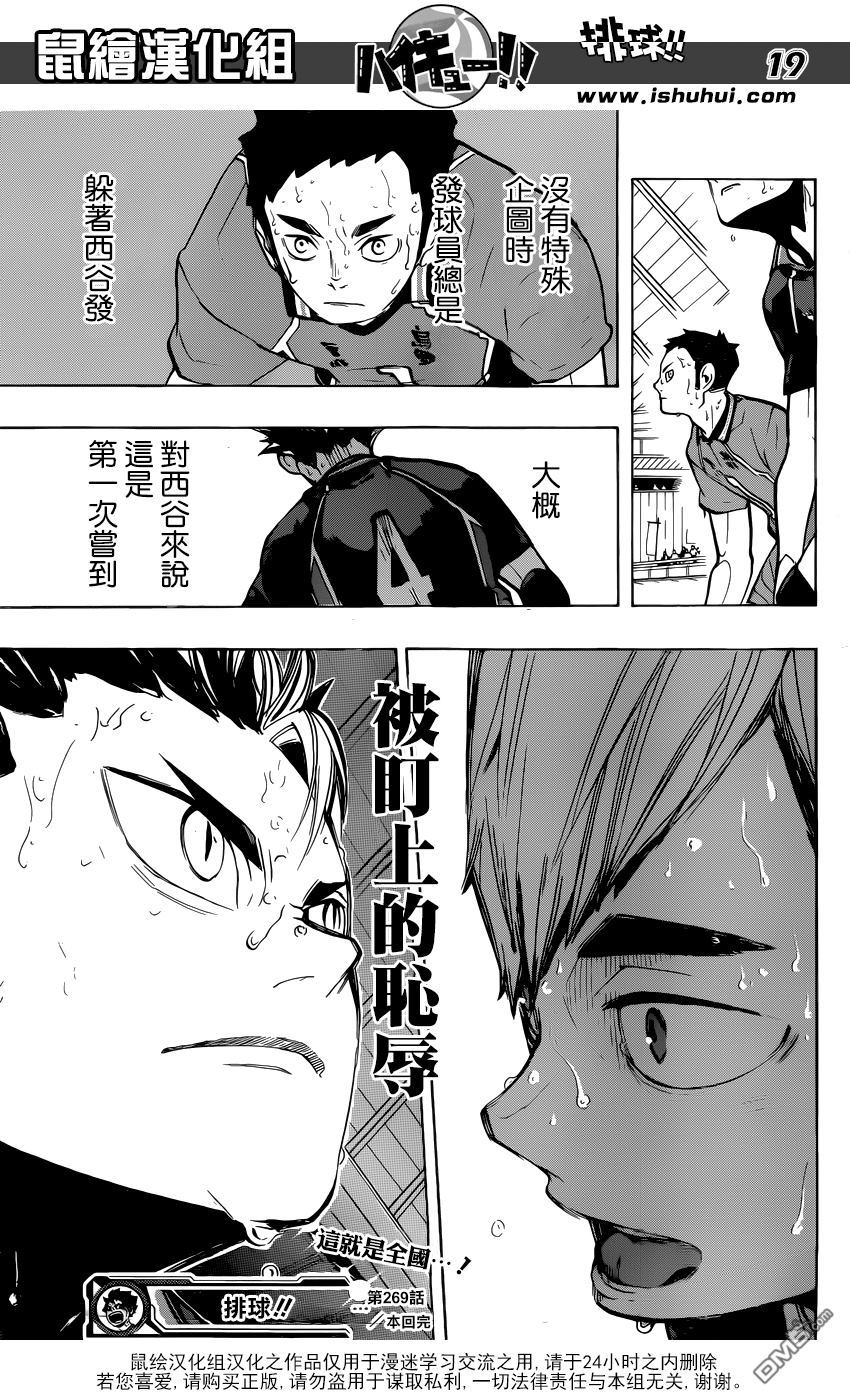 鼠繪漢化組
ハイキュー!!
排球!!
19
www.ishuhui.com
沒有特殊
企圖時
發球員總是
躲著西谷發
大概
對西谷來說
這是
第一次嘗到
4
被盯上的恥辱
這就是全國…！
排球!!
第269話
…//本回完
鼠绘汉化组汉化之作品仅用于漫迷学习交流之用, 请于24小时之内删除
若您喜爱, 请购买正版, 请勿用于谋取私利, 一切法律责任与本组无关, 谢谢.
DM5.com